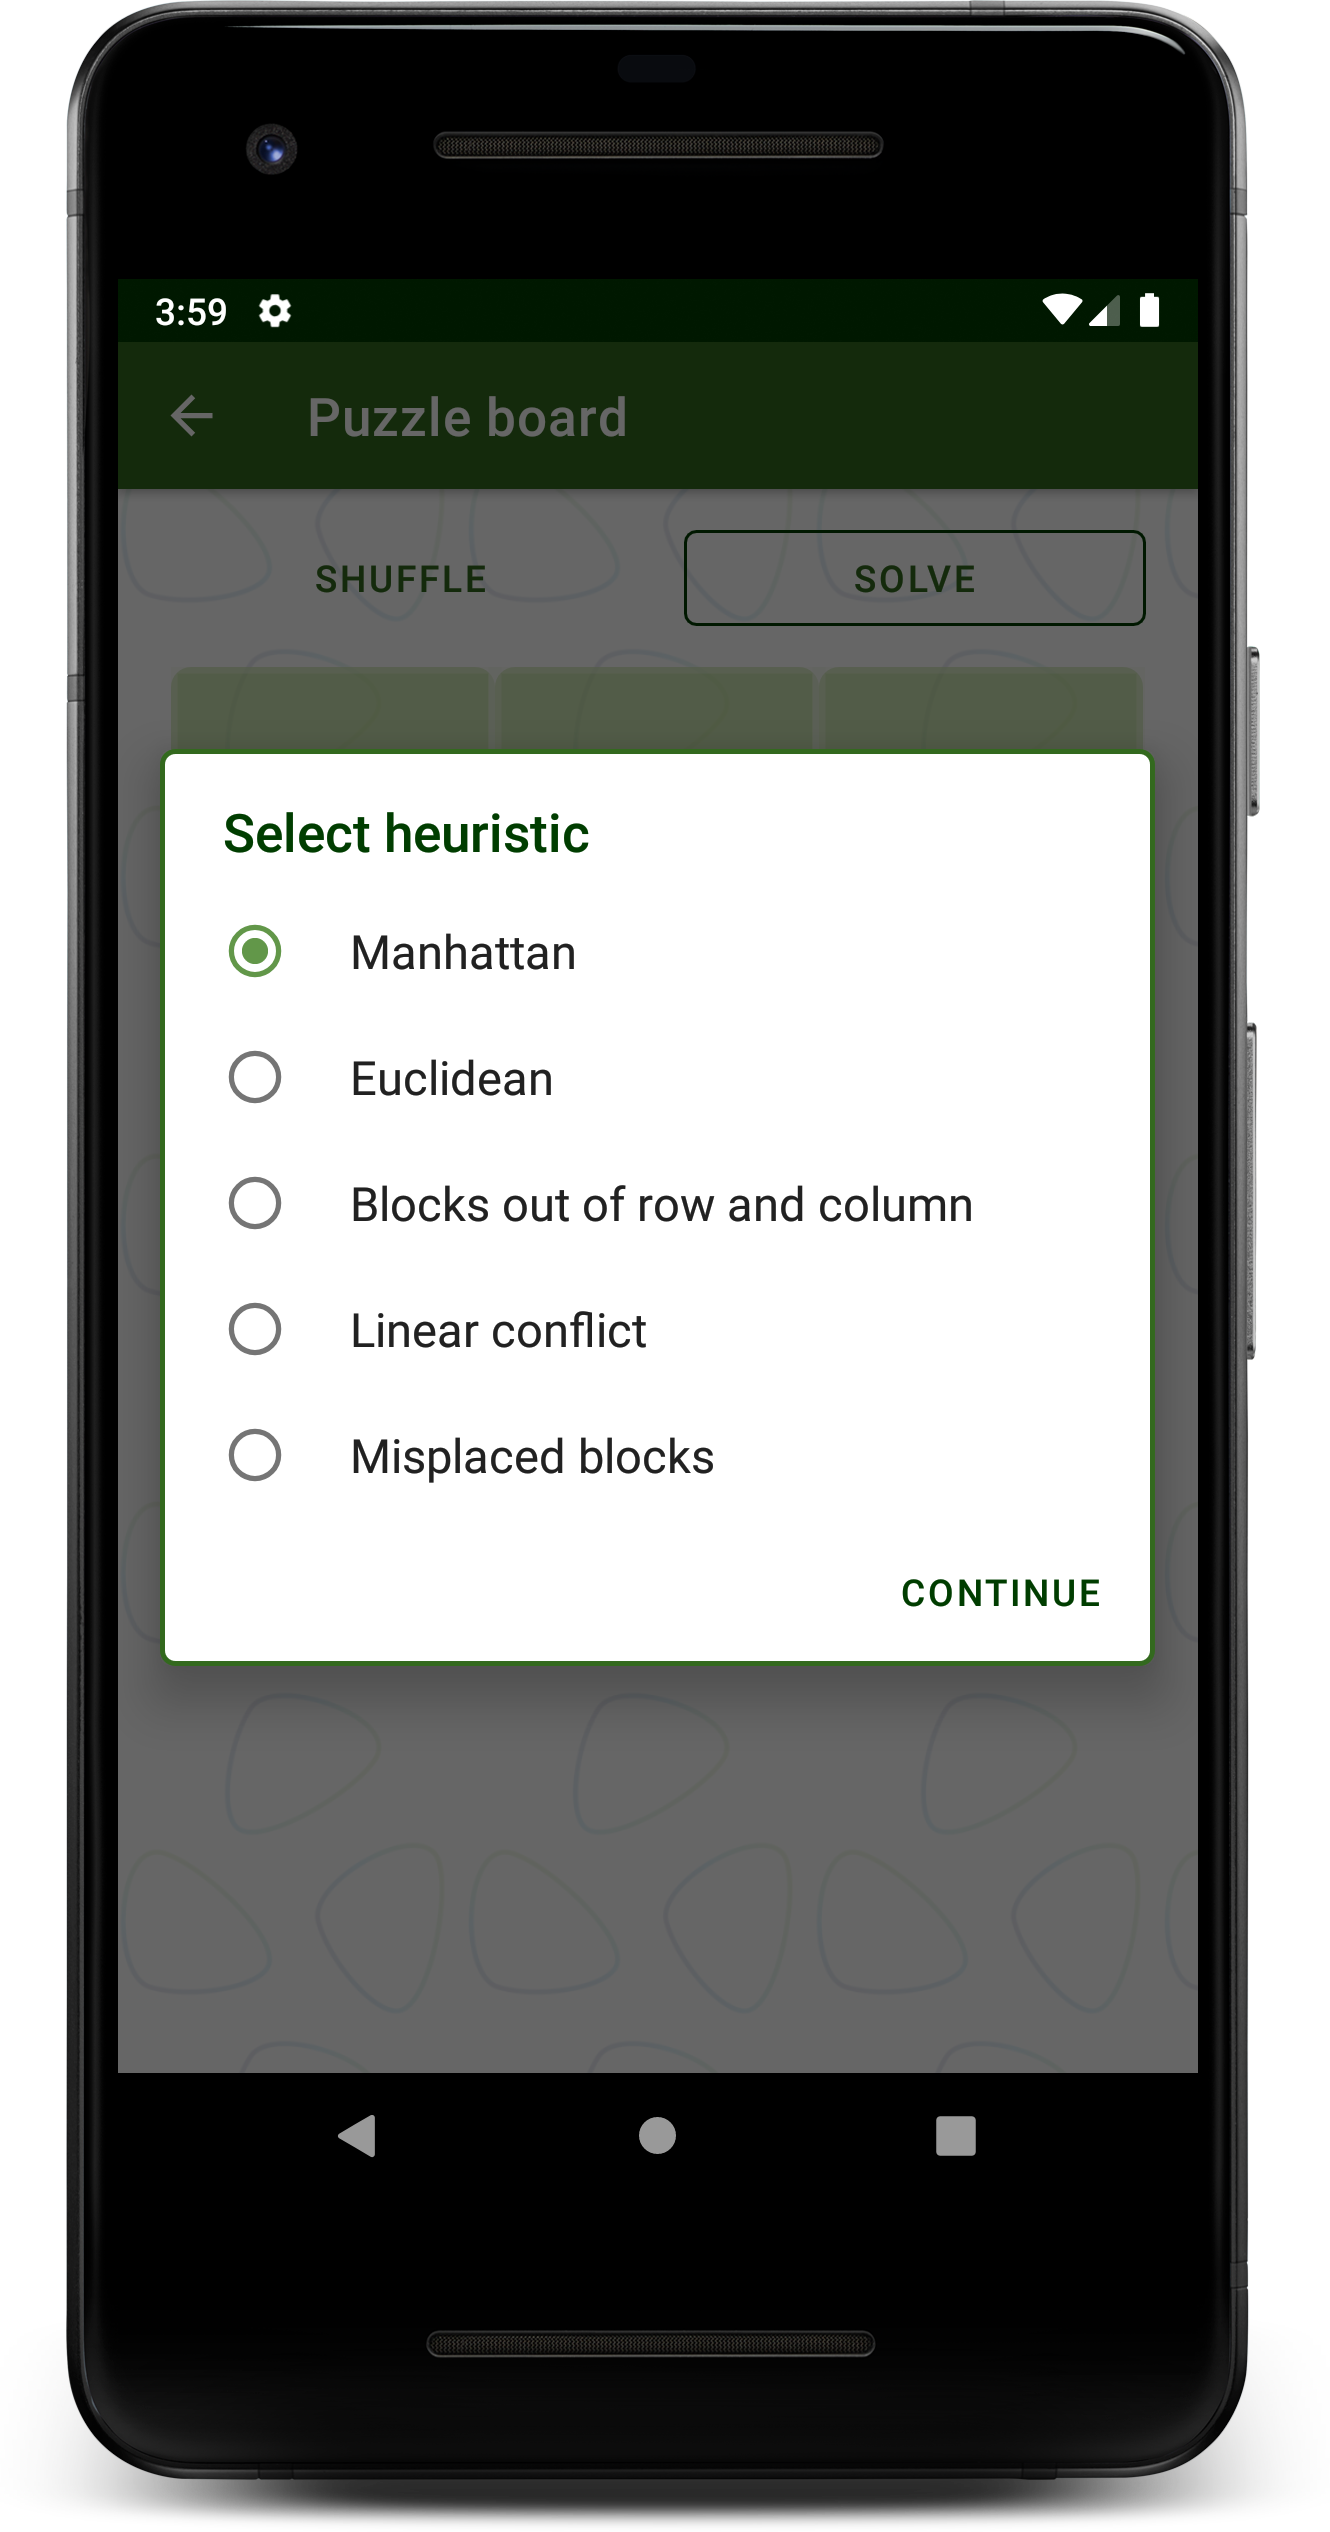 3:59
Puzzle board
SHUFFLE SOLVE
Select heuristic
Manhattan
Euclidean
Blocks out of row and column
Linear conflict
Misplaced blocks
CONTINUE